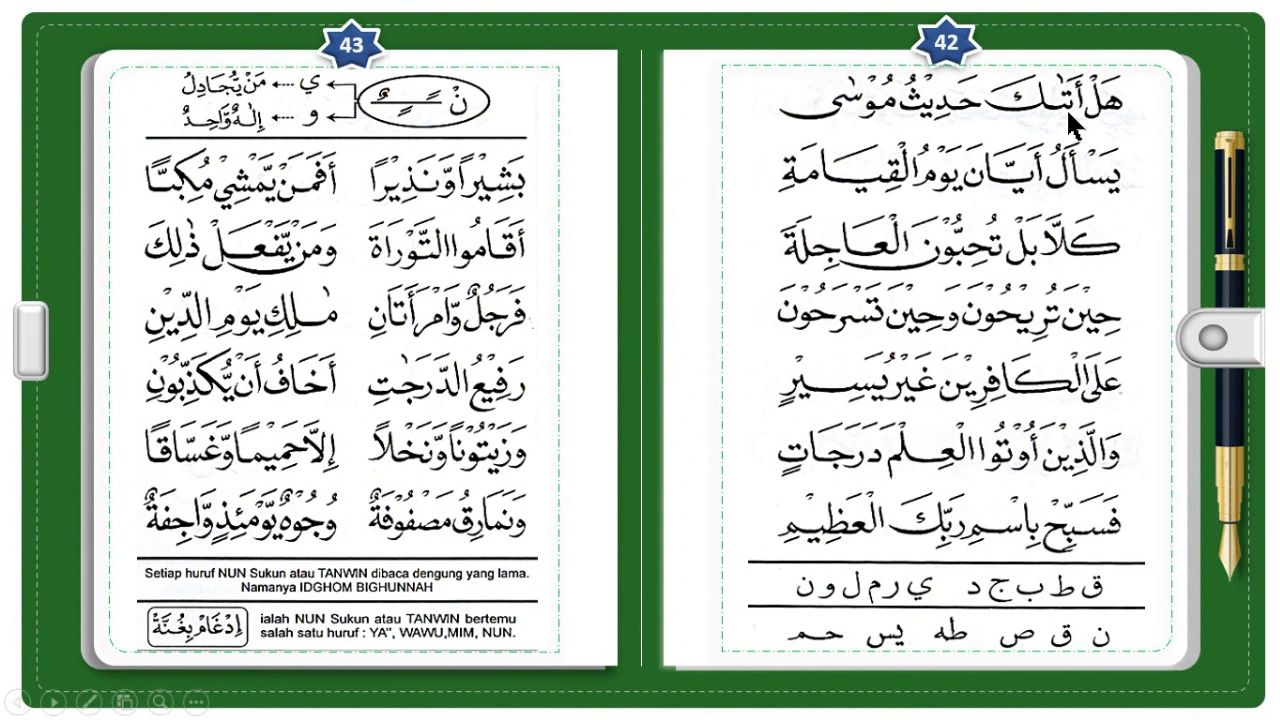 42
هَلْ أَتٰىكَ حَدِيْثُ مُوْسٰى
يَسْأَلُ أَيَّانَ يَوْمُ الْقِيَامَةِ
كَلَّا بَلْ تُحِبُّوْنَ الْعَاجِلَةَ
حِيْنَ تُرِيْحُوْنَ وَحِيْنَ تَسْرَحُوْنَ
عَلَى الْكَافِرِيْنَ غَيْرُ يَسِيْرٍ
وَالَّذِيْنَ أُوْتُوا الْعِلْمَ دَرَجَاتٍ
فَسَبِّحْ بِاسْمِ رَبِّكَ الْعَظِيْمِ
ق ط ب ج د ي ر م ل و ن
ن ق ص طه يس حم
43
نْ ـًـ ـٍـ ـٌـ
ي مَنْ يُّجَادِلُ
و إِلٰهٌ وَّاحِدٌ
بَشِيْرًا وَّنَذِيْرًا أَفَمَنْ يَّمْشِيْ مُكِبًّا
أَقَامُوا التَّوْرَاةَ وَمَنْ يَّفْعَلْ ذٰلِكَ
فَرَجُلٌ وَّامْرَأَتَانِ مٰلِكِ يَوْمِ الدِّيْنِ
رَفِيْعُ الدَّرَجٰتِ أَخَافُ أَنْ يُّكَذِّبُوْنِ
وَزَيْتُوْنًا وَّنَخْلًا إِلَّا حَمِيْمًا وَّغَسَّاقًا
وَنَمَارِقُ مَصْفُوْفَةٌ وُجُوْهٌ يَّوْمَئِذٍ وَّاجِفَةٌ
Setiap huruf NUN Sukun atau TANWIN dibaca dengung yang lama.
Namanya IDGHOM BIGHUNNAH
إِدْغَامْ بِغُنَّةْ
ialah NUN Sukun atau TANWIN bertemu
salah satu huruf : YA", WAWU,MIM, NUN.